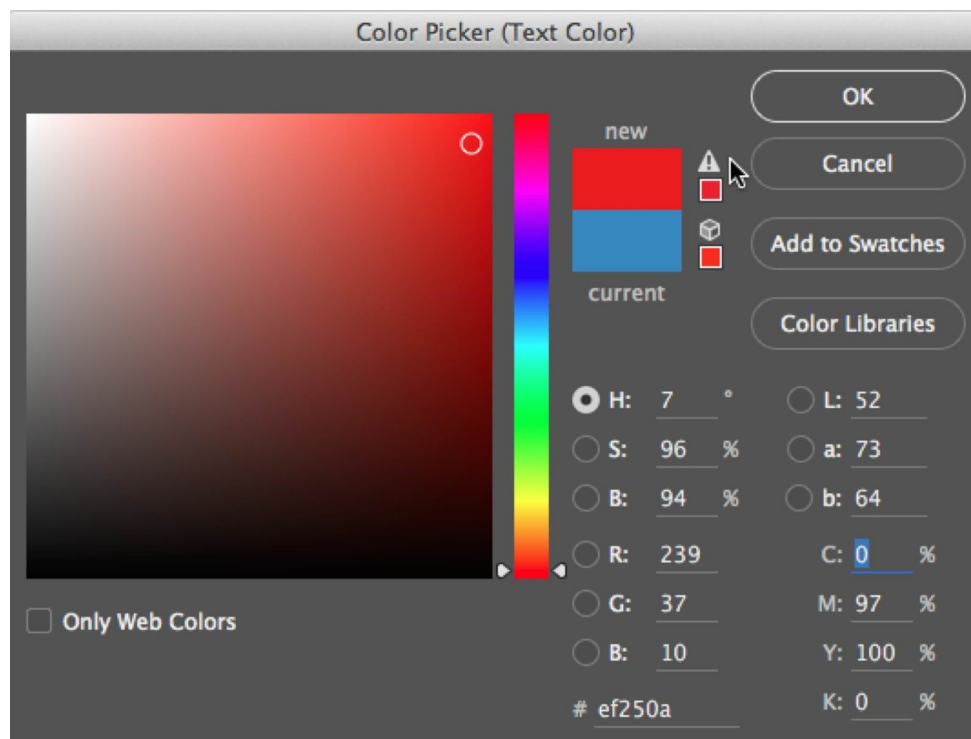 Color Picker (Text Color)
new
current
OK
Cancel
Add to Swatches
Color Libraries
H: 7 °
S: 96 %
B: 94 %
R: 239
G: 37
B: 10
# ef250a
L: 52
a: 73
b: 64
C: 0 %
M: 97 %
Y: 100 %
K: 0 %
Only Web Colors